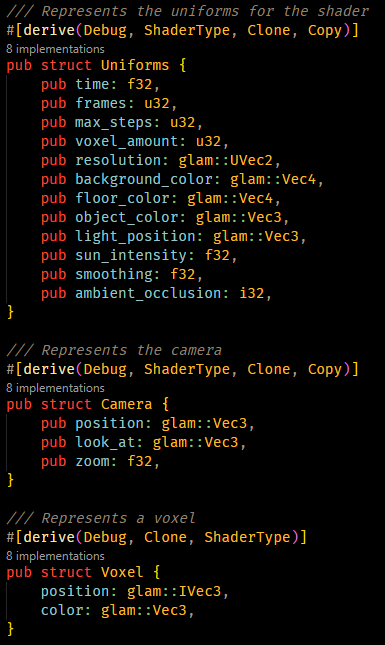 /// Represents the uniforms for the shader
#[derive(Debug, ShaderType, Clone, Copy)]
8 implementations
pub struct Uniforms {
    pub time: f32,
    pub frames: u32,
    pub max_steps: u32,
    pub voxel_amount: u32,
    pub resolution: glam::UVec2,
    pub background_color: glam::Vec4,
    pub floor_color: glam::Vec4,
    pub object_color: glam::Vec3,
    pub light_position: glam::Vec3,
    pub sun_intensity: f32,
    pub smoothing: f32,
    pub ambient_occlusion: i32,
}

/// Represents the camera
#[derive(Debug, ShaderType, Clone, Copy)]
8 implementations
pub struct Camera {
    pub position: glam::Vec3,
    pub look_at: glam::Vec3,
    pub zoom: f32,
}

/// Represents a voxel
#[derive(Debug, Clone, ShaderType)]
8 implementations
pub struct Voxel {
    position: glam::IVec3,
    color: glam::Vec3,
}